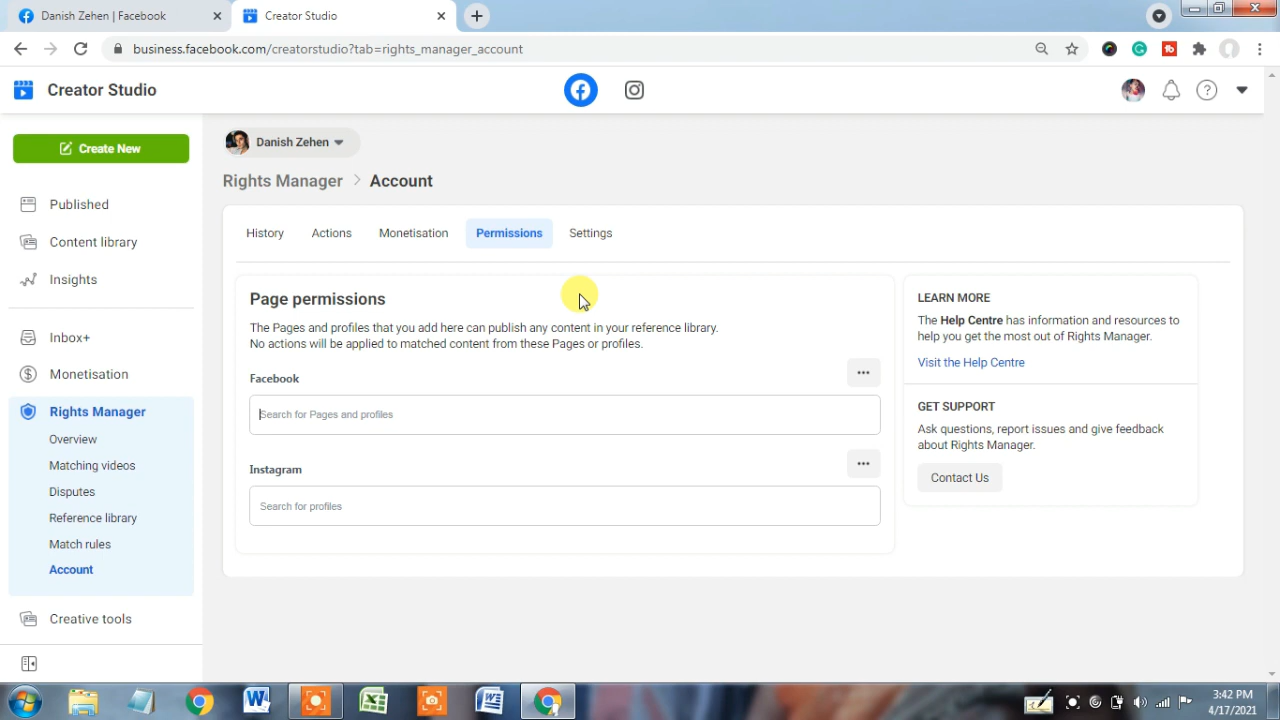 Danish Zehen | Facebook
Creator Studio
business.facebook.com/creatorstudio?tab=rights_manager_account
Creator Studio
Create New
Published
Content library
Insights
Inbox+
Monetisation
Rights Manager
Overview
Matching videos
Disputes
Reference library
Match rules
Account
Creative tools
Danish Zehen
Rights Manager > Account
History Actions Monetisation Permissions Settings
Page permissions
The Pages and profiles that you add here can publish any content in your reference library.
No actions will be applied to matched content from these Pages or profiles.
Facebook
Search for Pages and profiles
Instagram
Search for profiles
LEARN MORE
The Help Centre has information and resources to
help you get the most out of Rights Manager.
Visit the Help Centre
GET SUPPORT
Ask questions, report issues and give feedback
about Rights Manager.
Contact Us
3:42 PM
4/17/2021